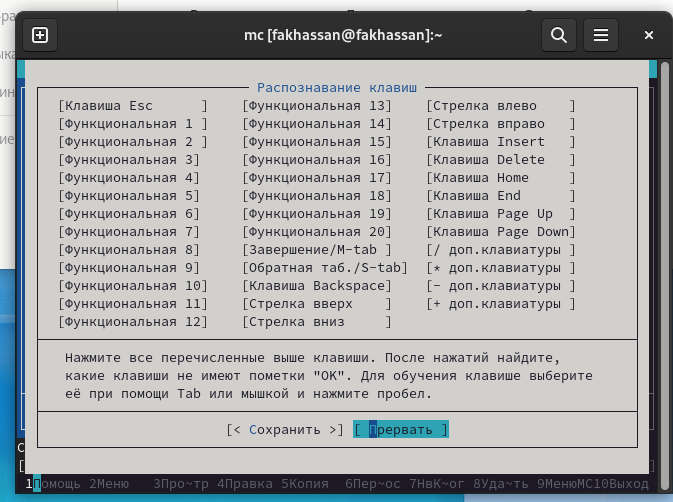 mc [fakhassan@fakhassan]:~
Распознавание клавиш
[Клавиша Esc      ] [Функциональная 13] [Стрелка влево    ]
[Функциональная 1 ] [Функциональная 14] [Стрелка вправо   ]
[Функциональная 2 ] [Функциональная 15] [Клавиша Insert   ]
[Функциональная 3] [Функциональная 16] [Клавиша Delete   ]
[Функциональная 4] [Функциональная 17] [Клавиша Home     ]
[Функциональная 5] [Функциональная 18] [Клавиша End      ]
[Функциональная 6] [Функциональная 19] [Клавиша Page Up  ]
[Функциональная 7] [Функциональная 20] [Клавиша Page Down]
[Функциональная 8] [Завершение/M-tab ] [/ доп.клавиатуры ]
[Функциональная 9] [Обратная таб./S-tab] [* доп.клавиатуры ]
[Функциональная 10] [Клавиша Backspace] [- доп.клавиатуры ]
[Функциональная 11] [Стрелка вверх    ] [+ доп.клавиатуры ]
[Функциональная 12] [Стрелка вниз     ]
Нажмите все перечисленные выше клавиши. После нажатий найдите,
какие клавиши не имеют пометки "OK". Для обучения клавише выберите
её при помощи Tab или мышкой и нажмите пробел.
[< Сохранить >] [ Прервать ]
1Помощь 2Меню 3Про~тр 4Правка 5Копия 6Пер~ос 7НвК~ог 8Уда~ть 9МенюMC10Выход